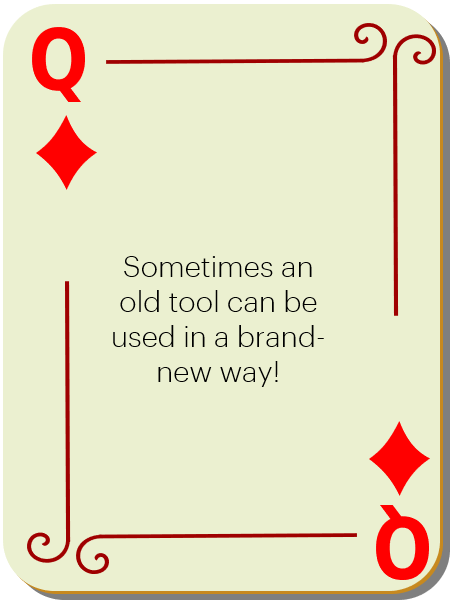 Q
Sometimes an
old tool can be
used in a brand-
new way!
Q